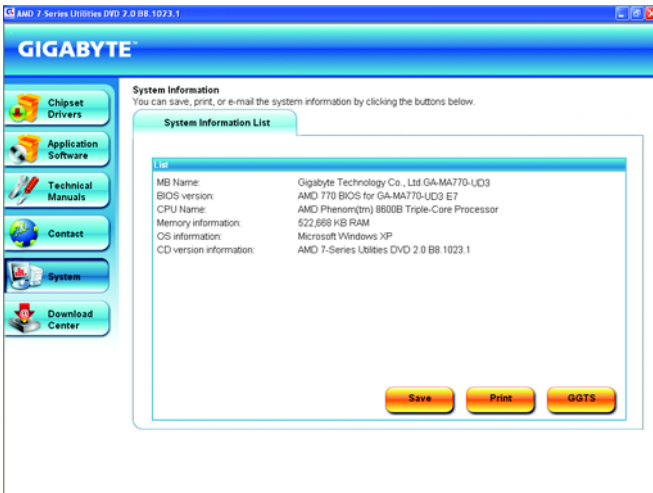 AMD 7-Series Utilities DVD 2.0 B8.1023.1
GIGABYTE™
Chipset
Drivers
Application
Software
Technical
Manuals
Contact
System
Download
Center
System Information
You can save, print, or e-mail the system information by clicking the buttons below.
System Information List
List
MB Name: Gigabyte Technology Co., Ltd.GA-MA770-UD3
BIOS version: AMD 770 BIOS for GA-MA770-UD3 E7
CPU Name: AMD Phenom(tm) 8600B Triple-Core Processor
Memory information: 522,668 KB RAM
OS information: Microsoft Windows XP
CD version information: AMD 7-Series Utilities DVD 2.0 B8.1023.1
Save Print GGTS